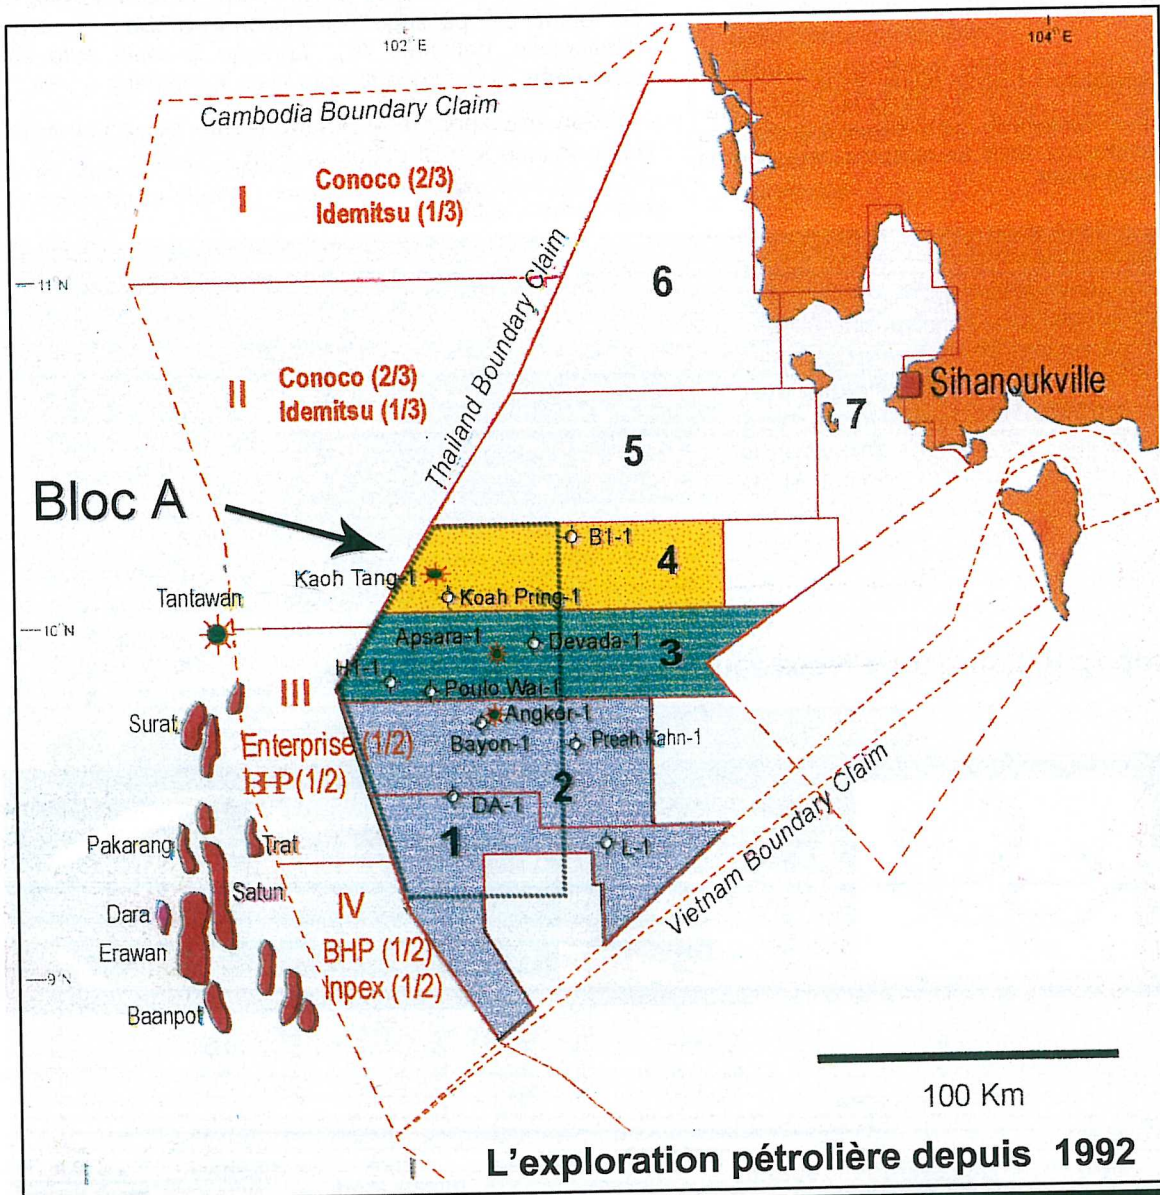 102°E
104°E
Cambodia Boundary Claim
I
Conoco (2/3)
Idemitsu (1/3)
Thailand Boundary Claim
6
11°N
II
Conoco (2/3)
Idemitsu (1/3)
Sihanoukville
7
5
Bloc A
B1-1
4
Kaoh Tang-1
Koah Pring-1
Tantawan
10°N
Apsara-1
Devada-1
3
H1-1
Poulo Wai-1
III
Surat
Angkor-1
Bayon-1
Preah Kahn-1
Enterprise (1/2)
BHP (1/2)
2
DA-1
1
L-1
Vietnam Boundary Claim
Pakarang
Trat
Satun
IV
Dara
Erawan
BHP (1/2)
Inpex (1/2)
9°N
Baanpot
100 Km
L'exploration pétrolière depuis 1992